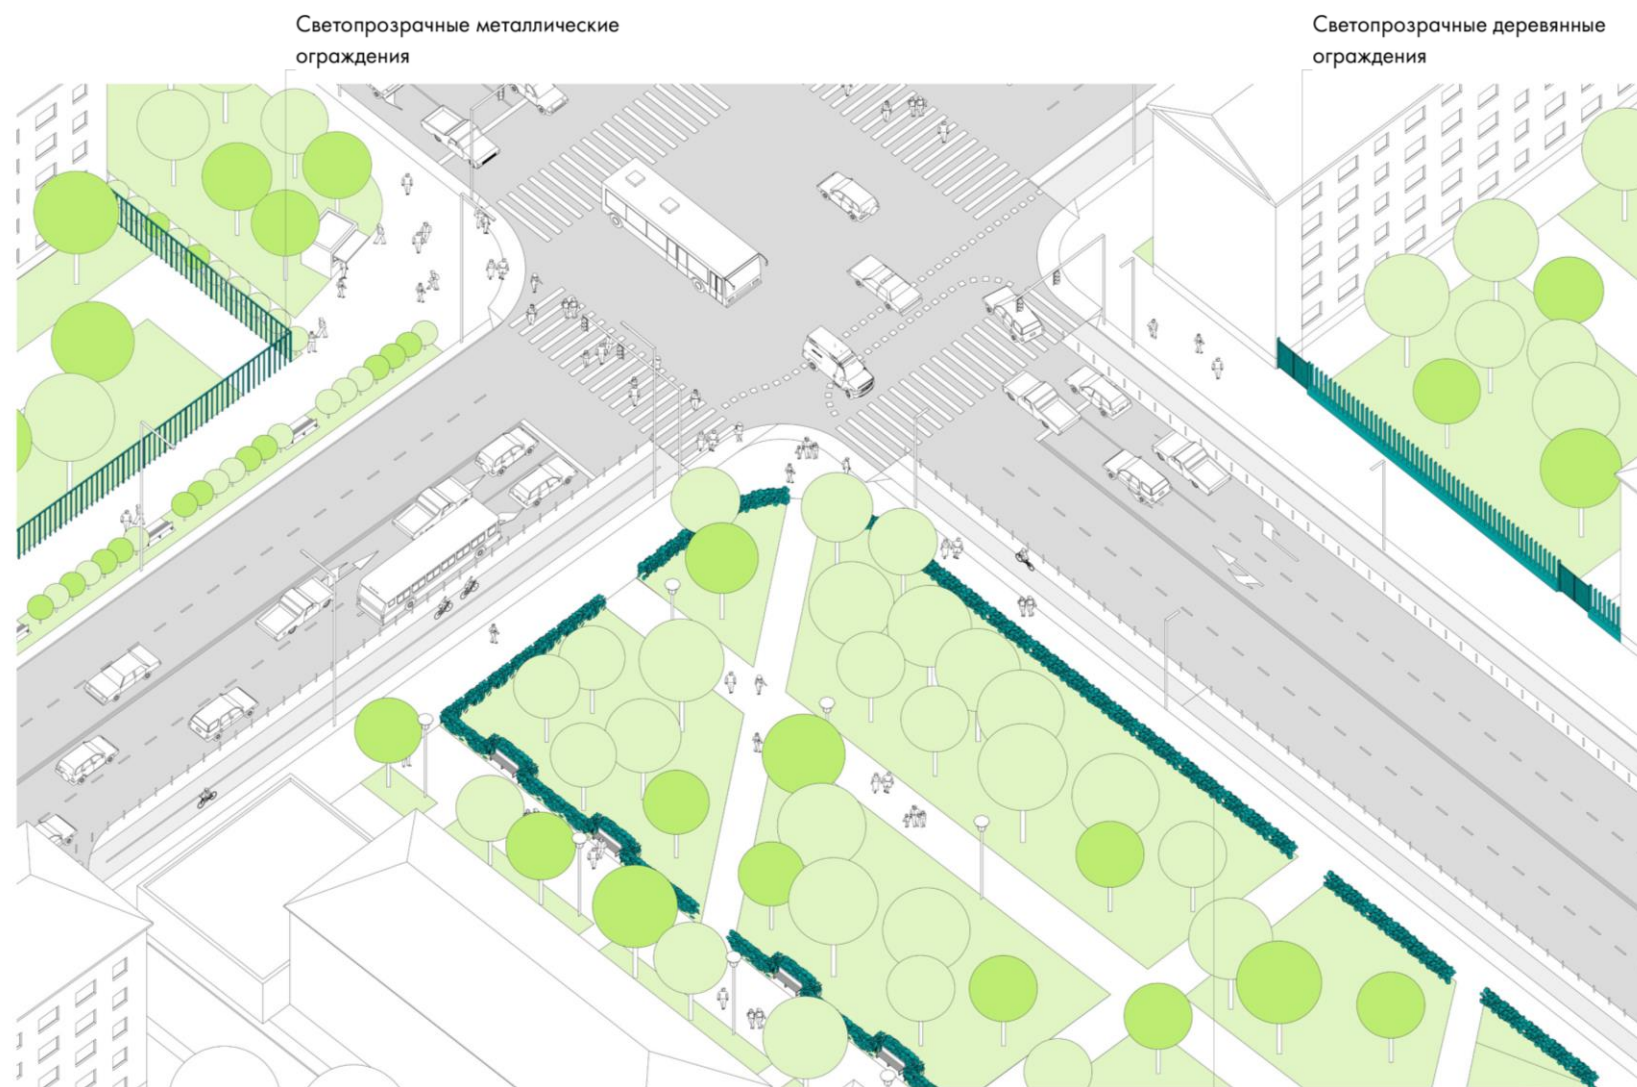 Светопрозрачные металлические
ограждения
Светопрозрачные деревянные
ограждения